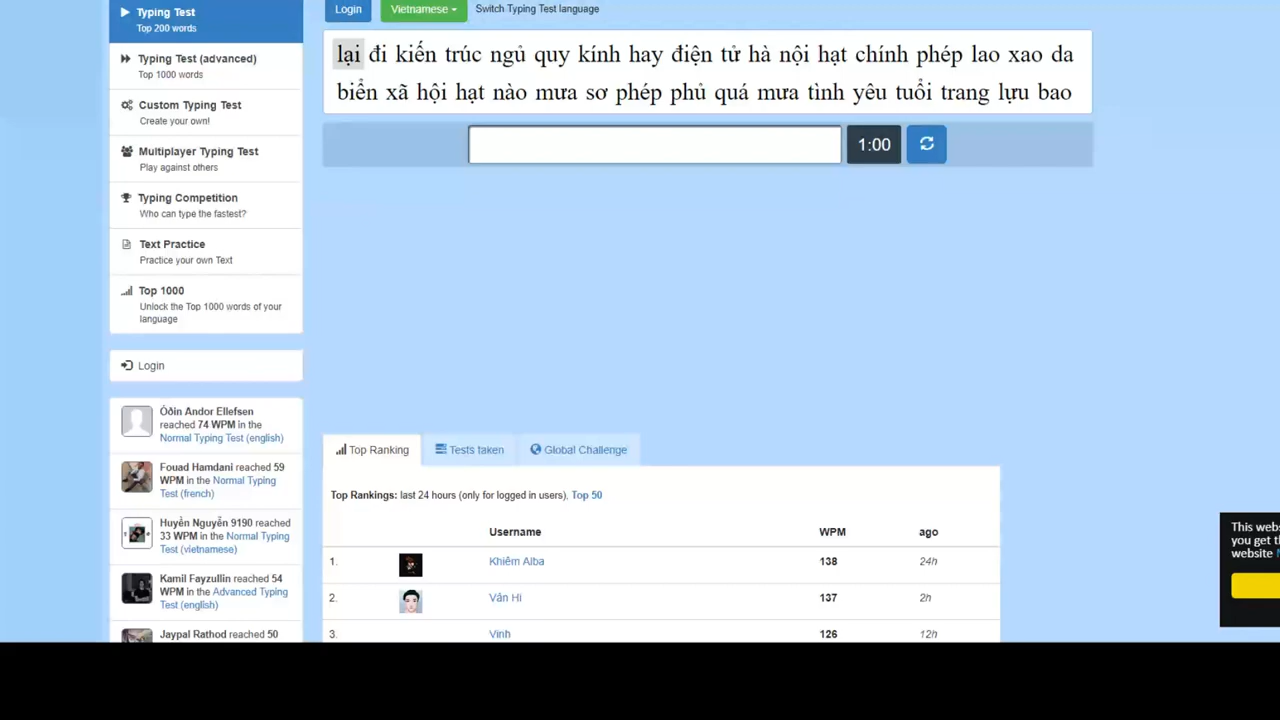 Typing Test
Top 200 words
Typing Test (advanced)
Top 1000 words
Custom Typing Test
Create your own!
Multiplayer Typing Test
Play against others
Typing Competition
Who can type the fastest?
Text Practice
Practice your own Text
Top 1000
Unlock the Top 1000 words of your
language
Login
Óðin Andor Ellefsen
reached 74 WPM in the
Normal Typing Test (english)
Fouad Hamdani reached 59
WPM in the Normal Typing
Test (french)
Huyền Nguyễn 9190 reached
33 WPM in the Normal Typing
Test (vietnamese)
Kamil Fayzullin reached 54
WPM in the Advanced Typing
Test (english)
Jaypal Rathod reached 50
Login
Vietnamese
Switch Typing Test language
lại đi kiến trúc ngủ quy kính hay điện tử hà nội hạt chính phép lao xao da
biển xã hội hạt nào mưa sơ phép phủ quá mưa tình yêu tuổi trang lựu bao
1:00
Top Ranking
Tests taken
Global Challenge
Top Rankings: last 24 hours (only for logged in users). Top 50
Username WPM ago
1. Khiêm Alba 138 24h
2. Vân Hi 137 2h
3. Vinh 126 12h
This webs
you get t
website